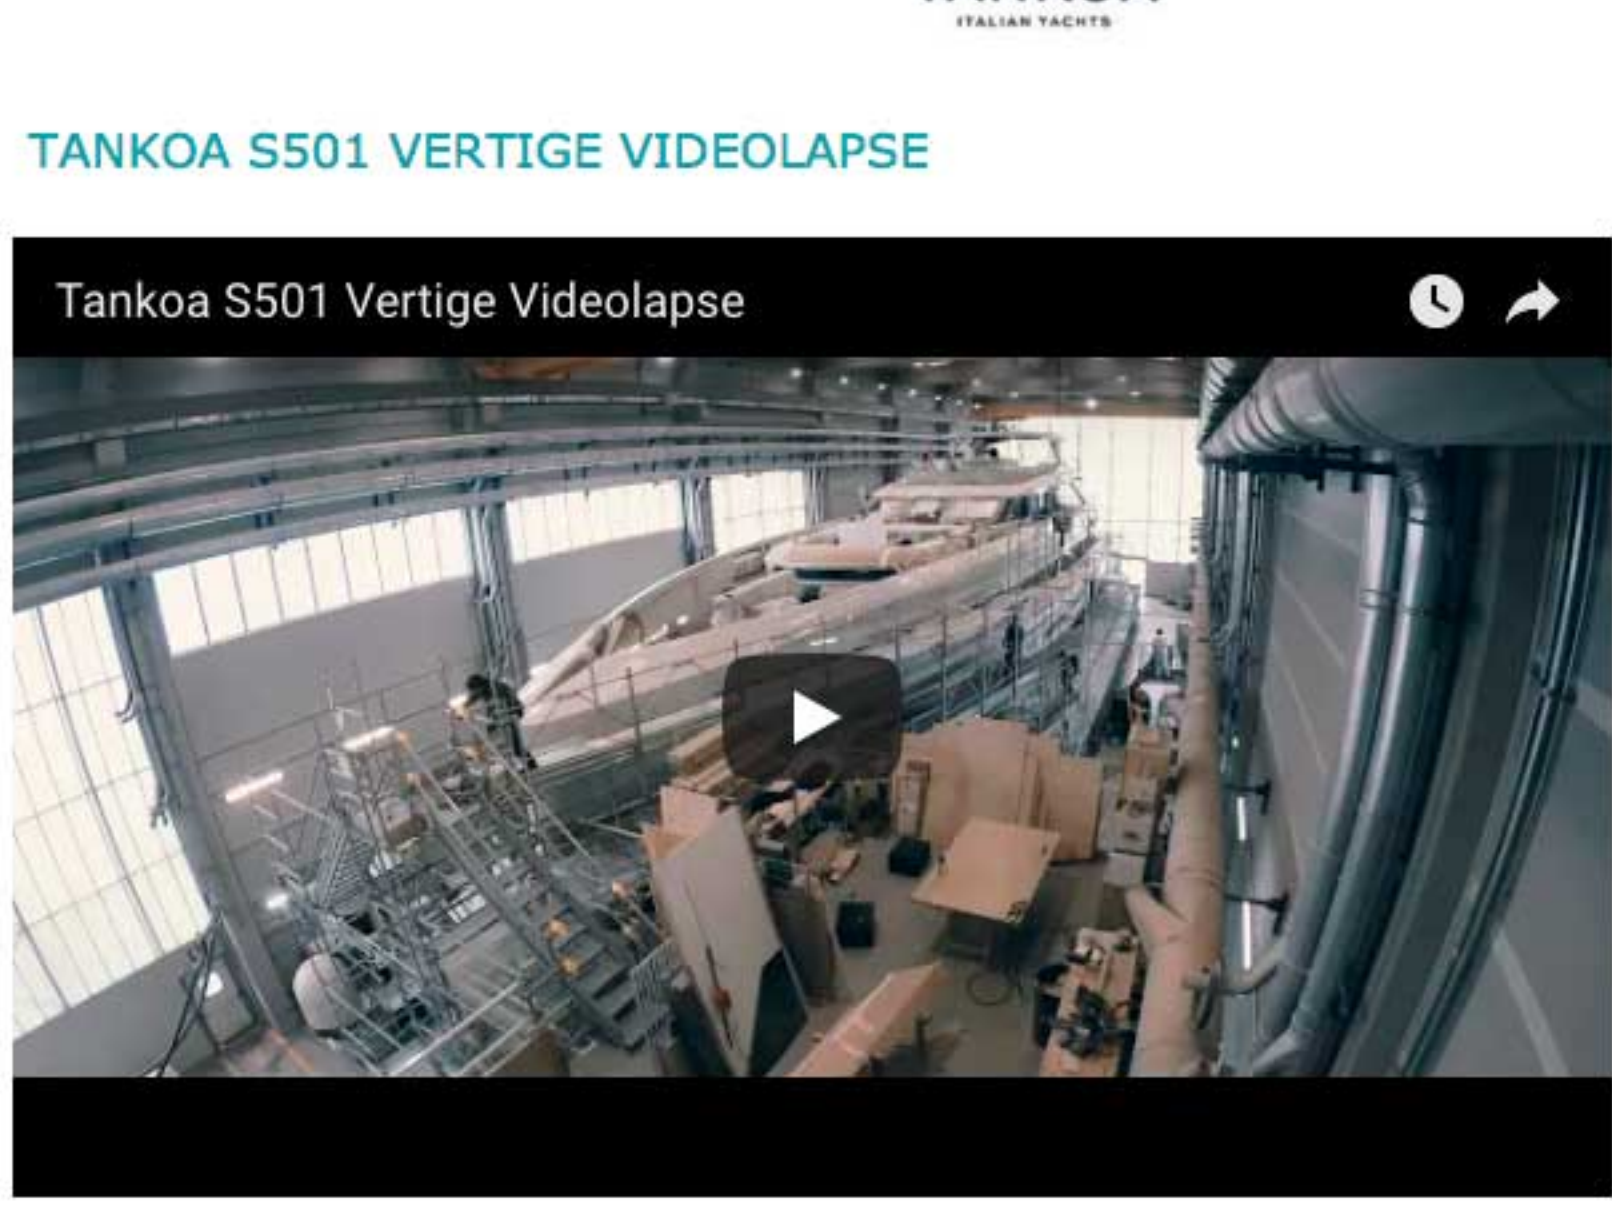 ITALIAN YACHTS
TANKOA S501 VERTIGE VIDEOLAPSE
Tankoa S501 Vertige Videolapse